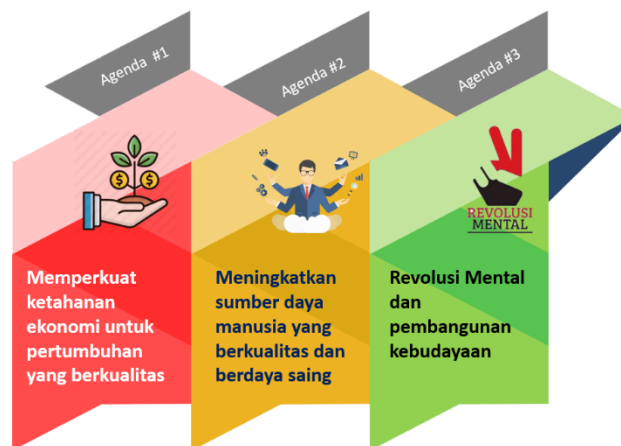 Agenda #1
Agenda #2
Agenda #3
REVOLUSI
MENTAL
Memperkuat
ketahanan
ekonomi untuk
pertumbuhan
yang berkualitas
Meningkatkan
sumber daya
manusia yang
berkualitas dan
berdaya saing
Revolusi Mental
dan
pembangunan
kebudayaan